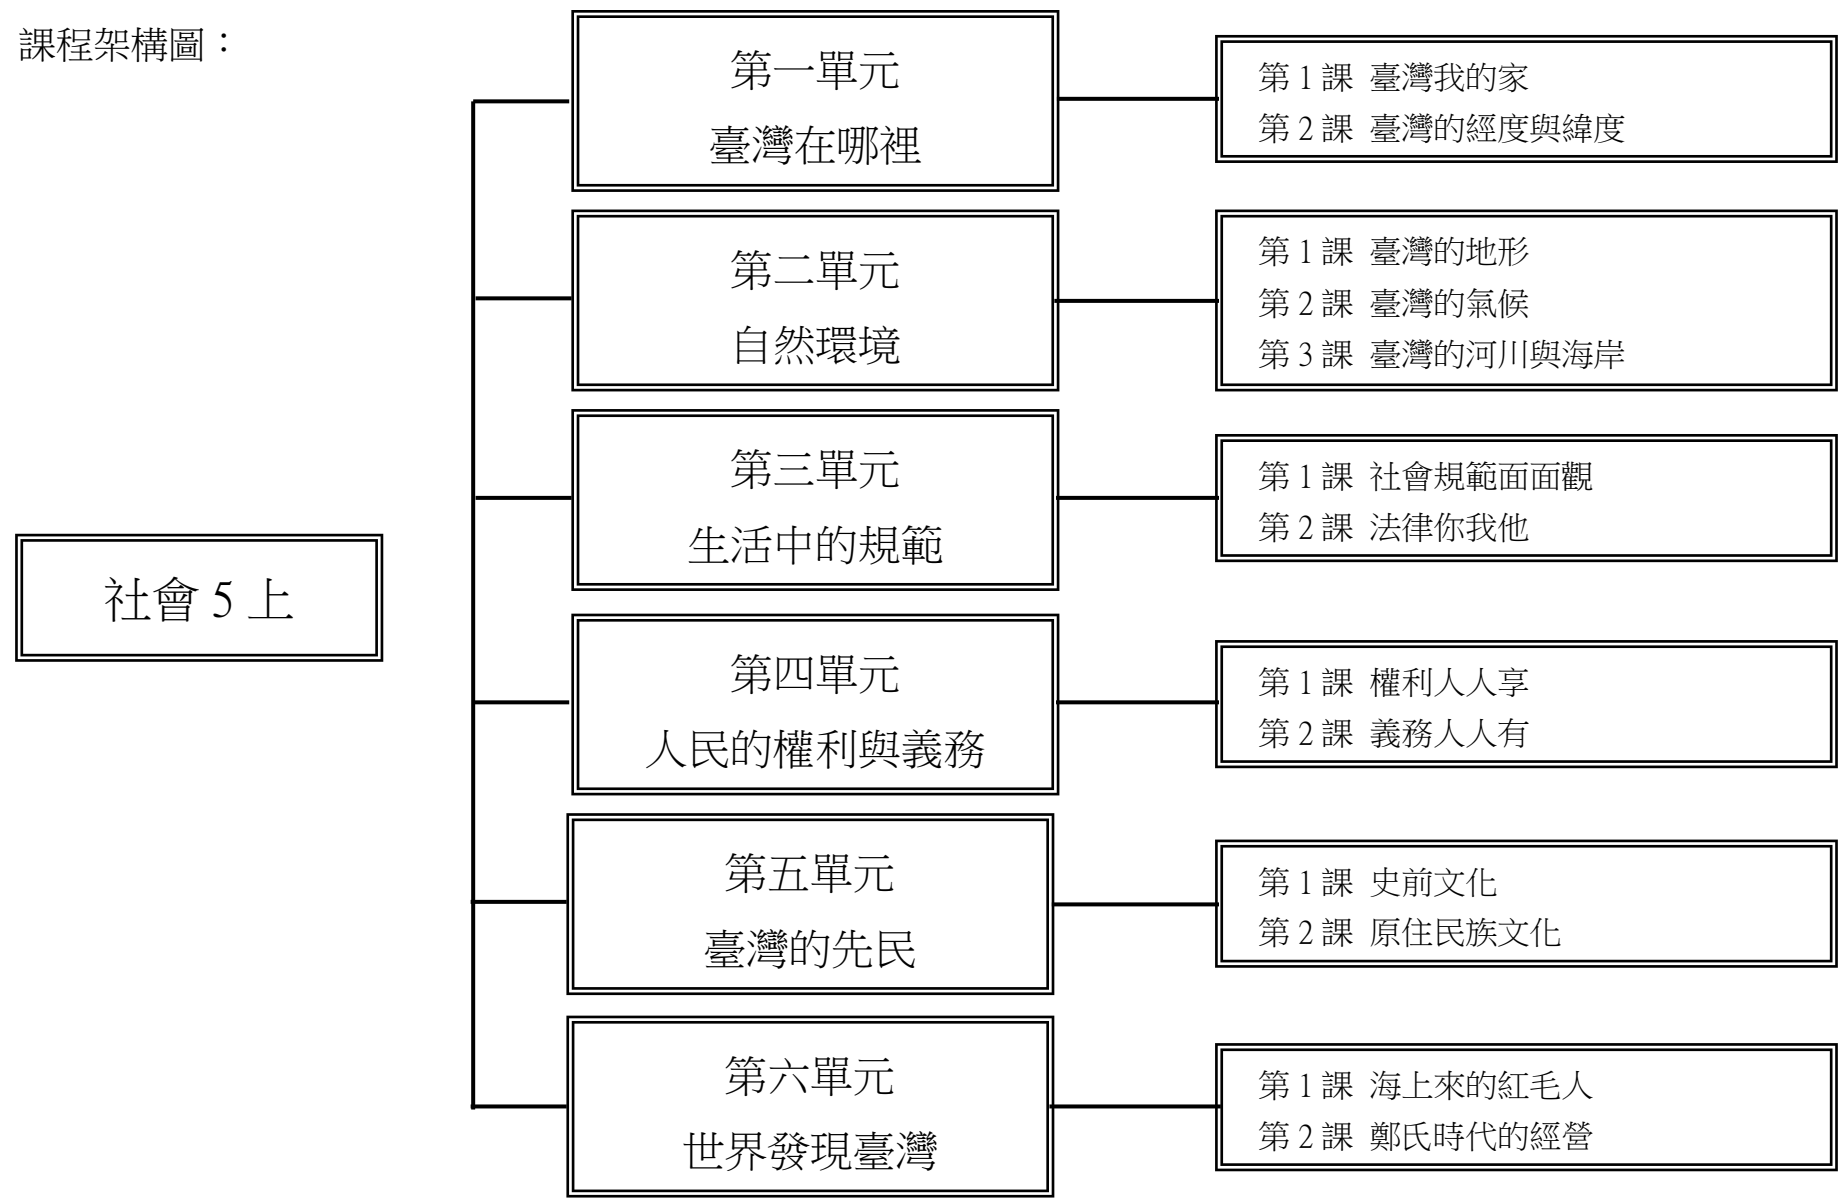 課程架構圖：
社會 5 上
第一單元
臺灣在哪裡
第 1 課 臺灣我的家
第 2 課 臺灣的經度與緯度
第二單元
自然環境
第 1 課 臺灣的地形
第 2 課 臺灣的氣候
第 3 課 臺灣的河川與海岸
第三單元
生活中的規範
第 1 課 社會規範面面觀
第 2 課 法律你我他
第四單元
人民的權利與義務
第 1 課 權利人人享
第 2 課 義務人人有
第五單元
臺灣的先民
第 1 課 史前文化
第 2 課 原住民族文化
第六單元
世界發現臺灣
第 1 課 海上來的紅毛人
第 2 課 鄭氏時代的經營